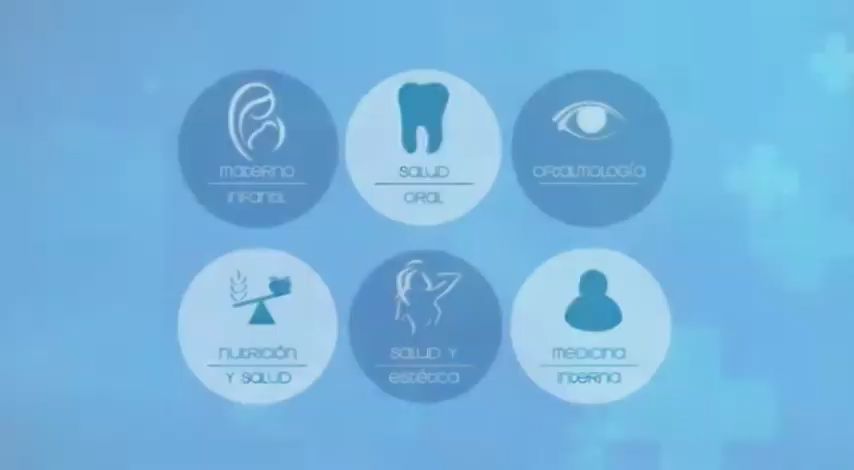 materno
infantil
salud
oral
oftalmología
nutrición
y salud
salud y
estética
medicina
interna